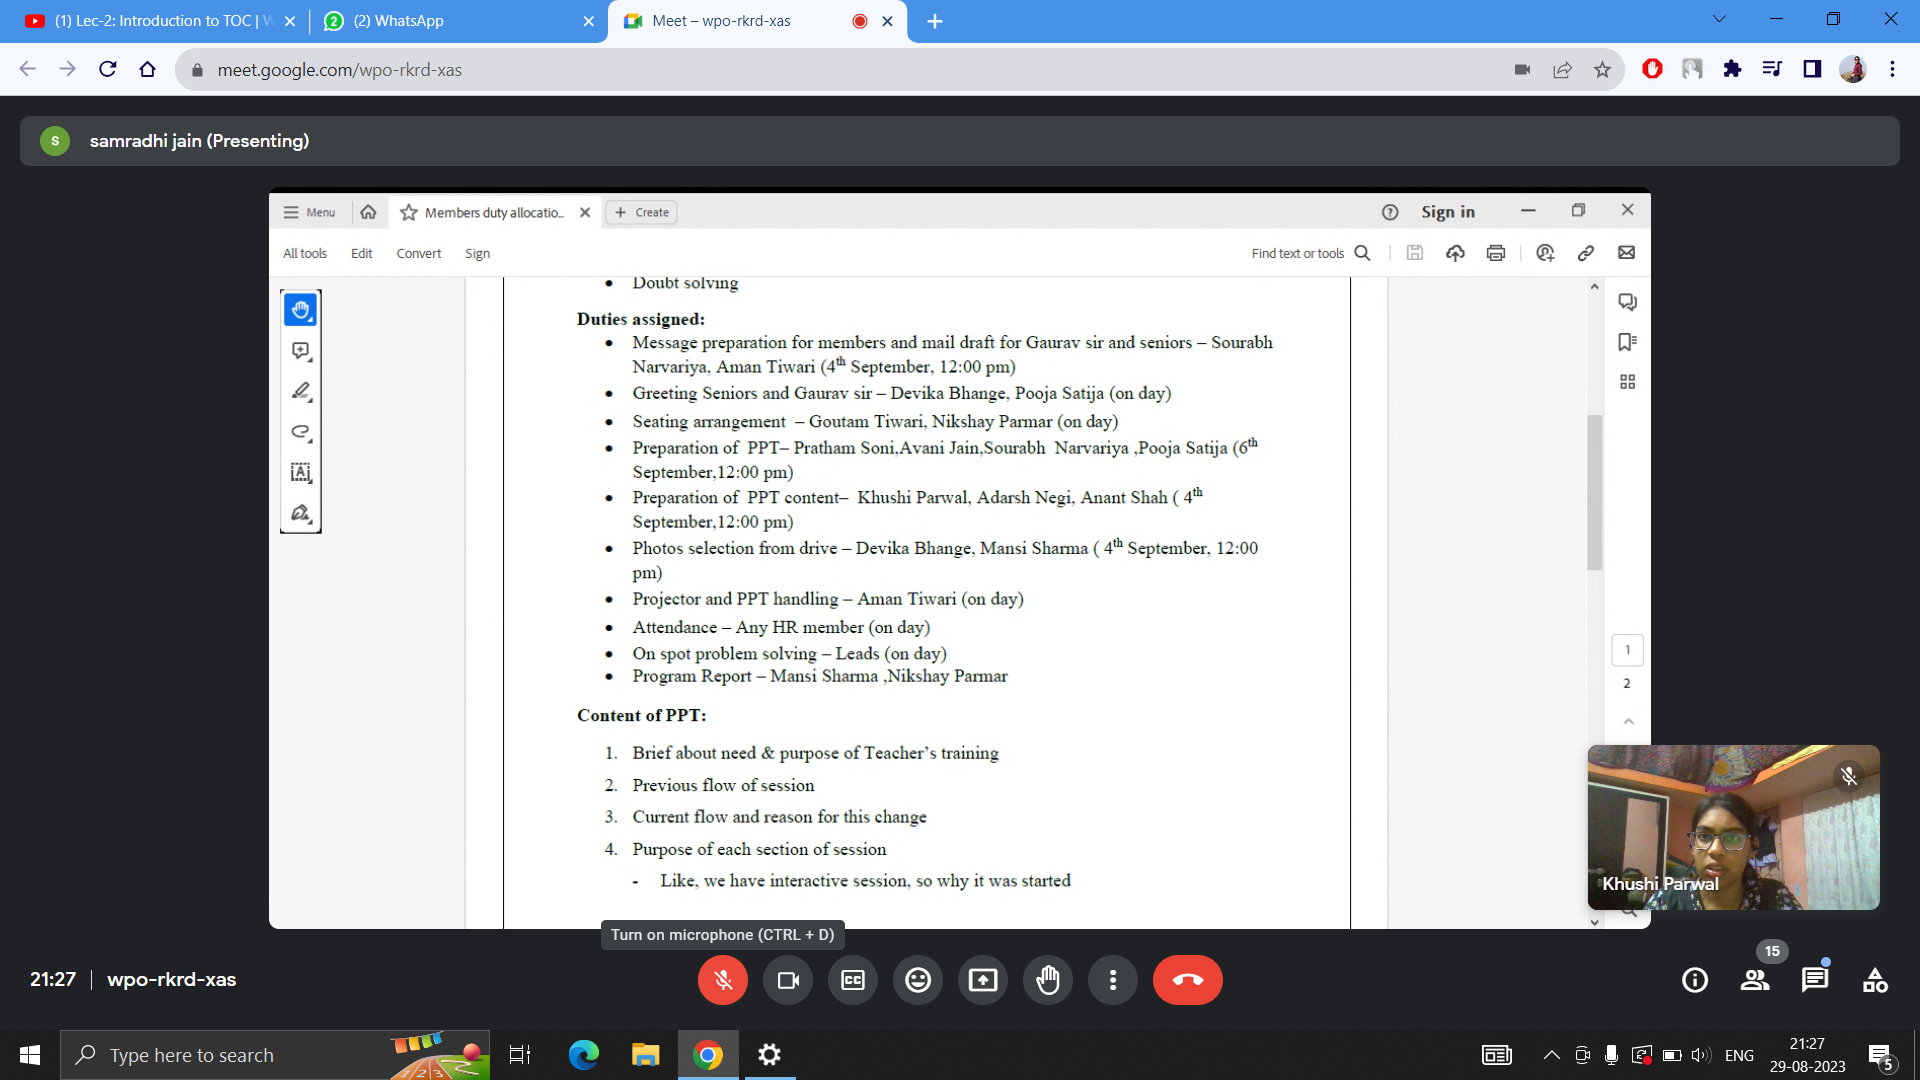 (1) Lec-2: Introduction to TOC |
2
(2) WhatsApp
Meet – wpo-rkrd-xas
meet.google.com/wpo-rkrd-xas
S
samradhi jain (Presenting)
Menu
Members duty allocatio...
Create
Sign in
All tools
Edit
Convert
Sign
Find text or tools
• Doubt solving
Duties assigned:
• Message preparation for members and mail draft for Gaurav sir and seniors – Sourabh
Narvariya, Aman Tiwari (4th September, 12:00 pm)
• Greeting Seniors and Gaurav sir – Devika Bhange, Pooja Satija (on day)
• Seating arrangement – Goutam Tiwari, Nikshay Parmar (on day)
• Preparation of PPT– Pratham Soni,Avani Jain,Sourabh Narvariya ,Pooja Satija (6th
September,12:00 pm)
• Preparation of PPT content– Khushi Parwal, Adarsh Negi, Anant Shah ( 4th
September,12:00 pm)
• Photos selection from drive – Devika Bhange, Mansi Sharma ( 4th September, 12:00
pm)
• Projector and PPT handling – Aman Tiwari (on day)
• Attendance – Any HR member (on day)
• On spot problem solving – Leads (on day)
• Program Report – Mansi Sharma ,Nikshay Parmar
Content of PPT:
1. Brief about need & purpose of Teacher’s training
2. Previous flow of session
3. Current flow and reason for this change
4. Purpose of each section of session
- Like, we have interactive session, so why it was started
1
2
Khushi Parwal
Turn on microphone (CTRL + D)
21:27
wpo-rkrd-xas
15
Type here to search
ENG
21:27
29-08-2023
5